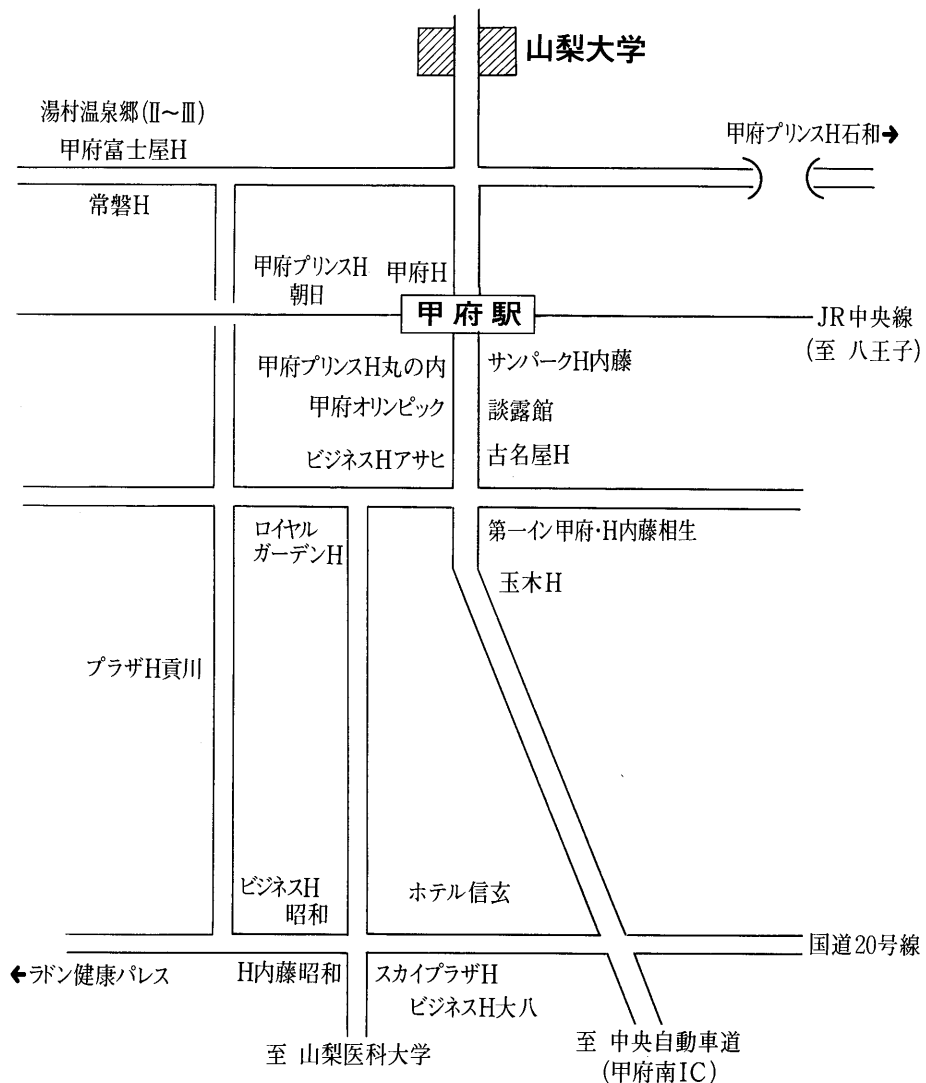 山梨大学
湯村温泉郷(II〜III)
甲府富士屋H
甲府プリンスH石和→
常磐H
甲府プリンスH
朝日
甲府H
甲府駅
JR中央線
(至 八王子)
甲府プリンスH丸の内
サンパークH内藤
甲府オリンピック
談露館
ビジネスHアサヒ
古名屋H
ロイヤル
ガーデンH
第一イン甲府・H内藤相生
玉木H
プラザH貢川
ビジネスH
昭和
ホテル信玄
国道20号線
←ラドン健康パレス
H内藤昭和
スカイプラザH
ビジネスH大八
至 山梨医科大学
至 中央自動車道
(甲府南IC)